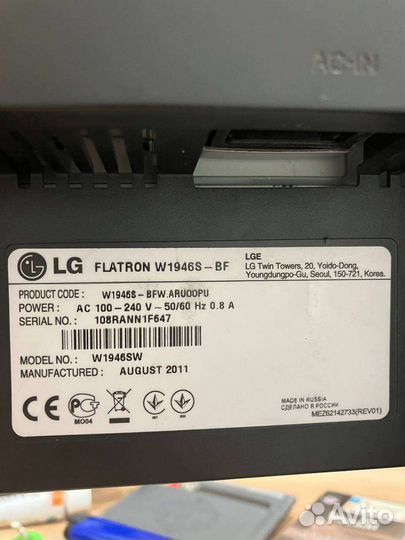 AC-IN
LG FLATRON W1946S-BF
LGE
LG Twin Towers, 20, Yoido-Dong,
Youngdungpo-Gu, Seoul, 150-721, Korea.
PRODUCT CODE: W1946S-BFW.ARUOOPU
POWER: AC 100-240 V~50/60 Hz 0.8 A
SERIAL NO.: 108RANN1F647
MODEL NO.: W1946SW
MANUFACTURED: AUGUST 2011
CE
PG
MO04
MADE IN RUSSIA
СДЕЛАНО В РОССИИ
MEZ62142733(REV01)
Avito